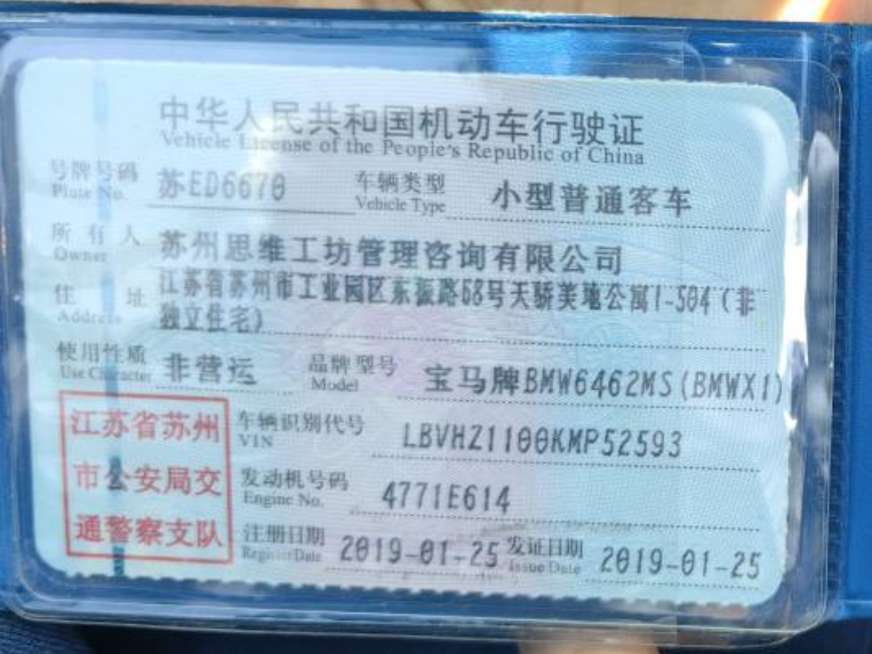 中华人民共和国机动车行驶证
Vehicle License of the People's Republic of China
号牌号码 苏ED6670 车辆类型 小型普通客车
Plate No. Vehicle Type
所有人 苏州思维工坊管理咨询有限公司
Owner
住址 江苏省苏州市工业园区东振路68号天骄美地公寓1-504(非
Address 独立住宅)
使用性质 非营运 品牌型号 宝马牌BMW6462MS(BMWX1)
Use Character Model
江苏省苏州 车辆识别代号 LBVHZ1100KMP52593
VIN
市公安局交 发动机号码 4771E614
Engine No.
通警察支队 注册日期 2019-01-25 发证日期 2019-01-25
Register Date Issue Date